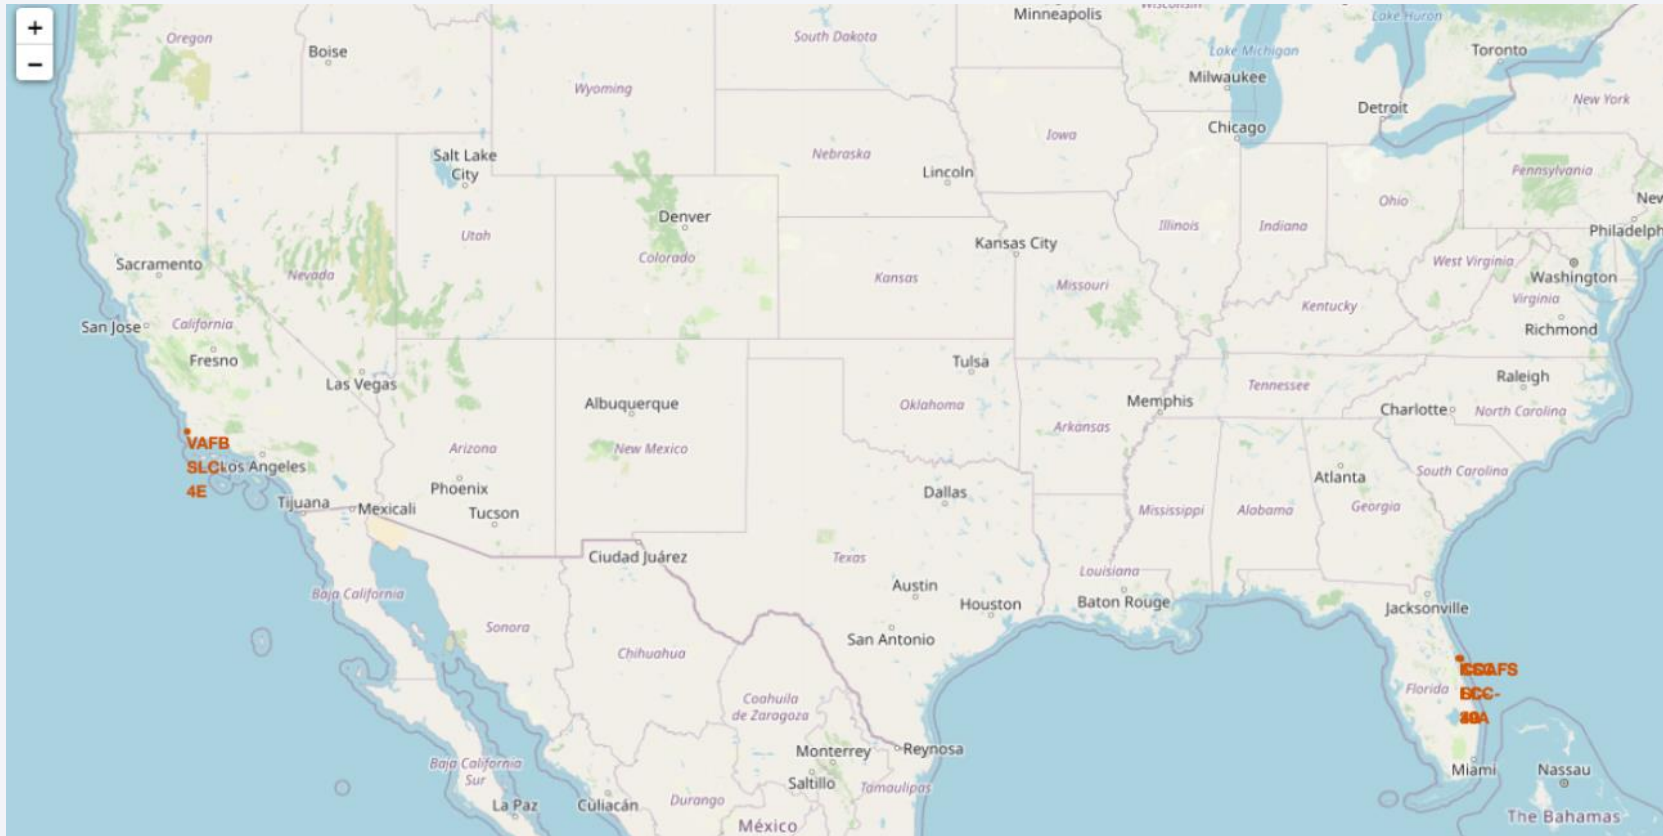 +
−
Oregon
Boise
South Dakota
Minneapolis
Wisconsin
Lake Huron
Toronto
Wyoming
Lake Michigan
Milwaukee
Detroit
New York
Chicago
Iowa
Salt Lake
City
Nebraska
Lincoln
Pennsylvania
Ohio
New
Denver
Utah
Kansas City
Illinois
Indiana
Philadelph
Sacramento
Nevada
Colorado
Kansas
Missouri
West Virginia
Washington
Kentucky
Virginia
San Jose
California
Richmond
Fresno
Las Vegas
Tulsa
Tennessee
Raleigh
Albuquerque
Oklahoma
Memphis
Charlotte
North Carolina
Arkansas
VAFB
SLC-
4E
Los Angeles
Arizona
New Mexico
South Carolina
Atlanta
Phoenix
Dallas
Tijuana
Mexicali
Tucson
Mississippi
Alabama
Georgia
Ciudad Juárez
Texas
Louisiana
Baja California
Austin
Houston
Baton Rouge
Jacksonville
Sonora
San Antonio
Chihuahua
Florida
Coahuila
de Zaragoza
Monterrey
Reynosa
Baja California
Sur
Saltillo
Tamaulipas
Miami
Nassau
La Paz
Culiacán
Durango
México
The Bahamas